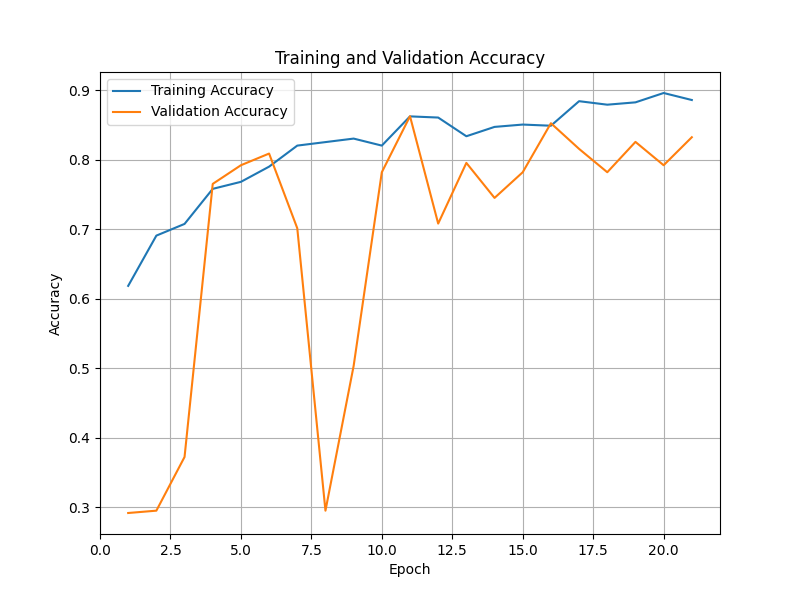 Training and Validation Accuracy
Training Accuracy
Validation Accuracy
0.9
0.8
0.7
0.6
0.5
0.4
0.3
Accuracy
0.0 2.5 5.0 7.5 10.0 12.5 15.0 17.5 20.0
Epoch